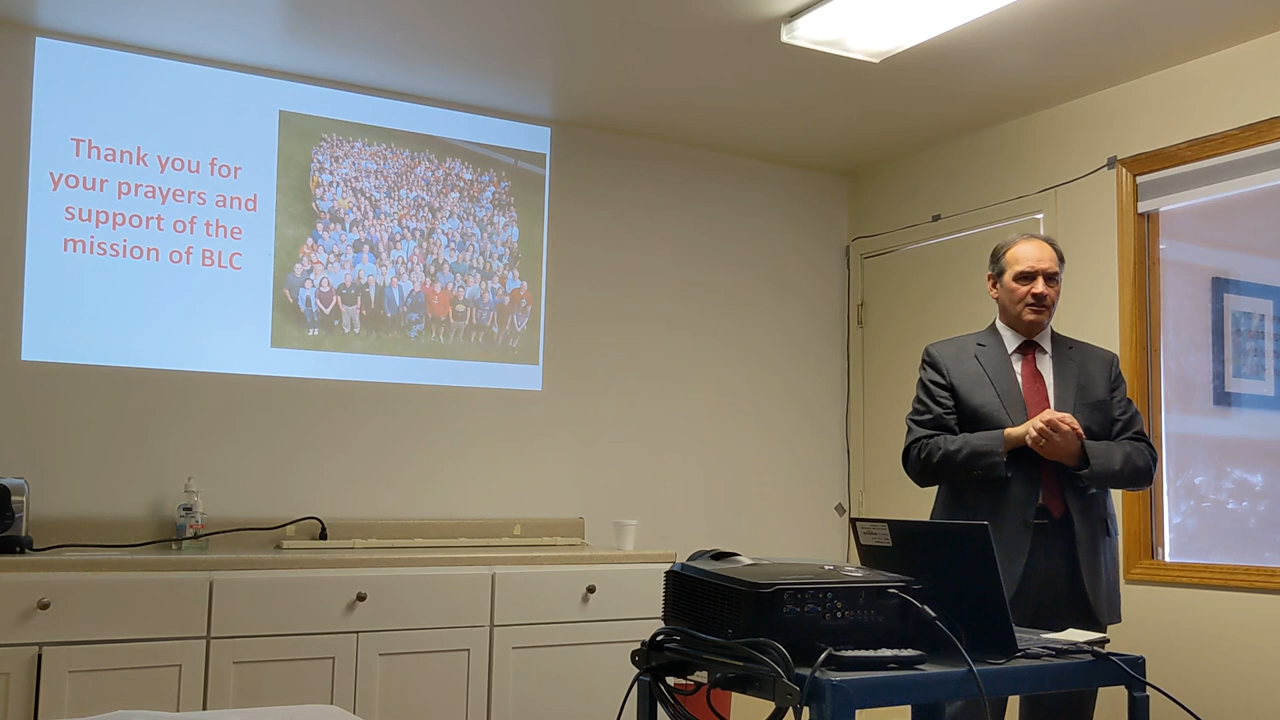 Thank you for
your prayers and
support of the
mission of BLC